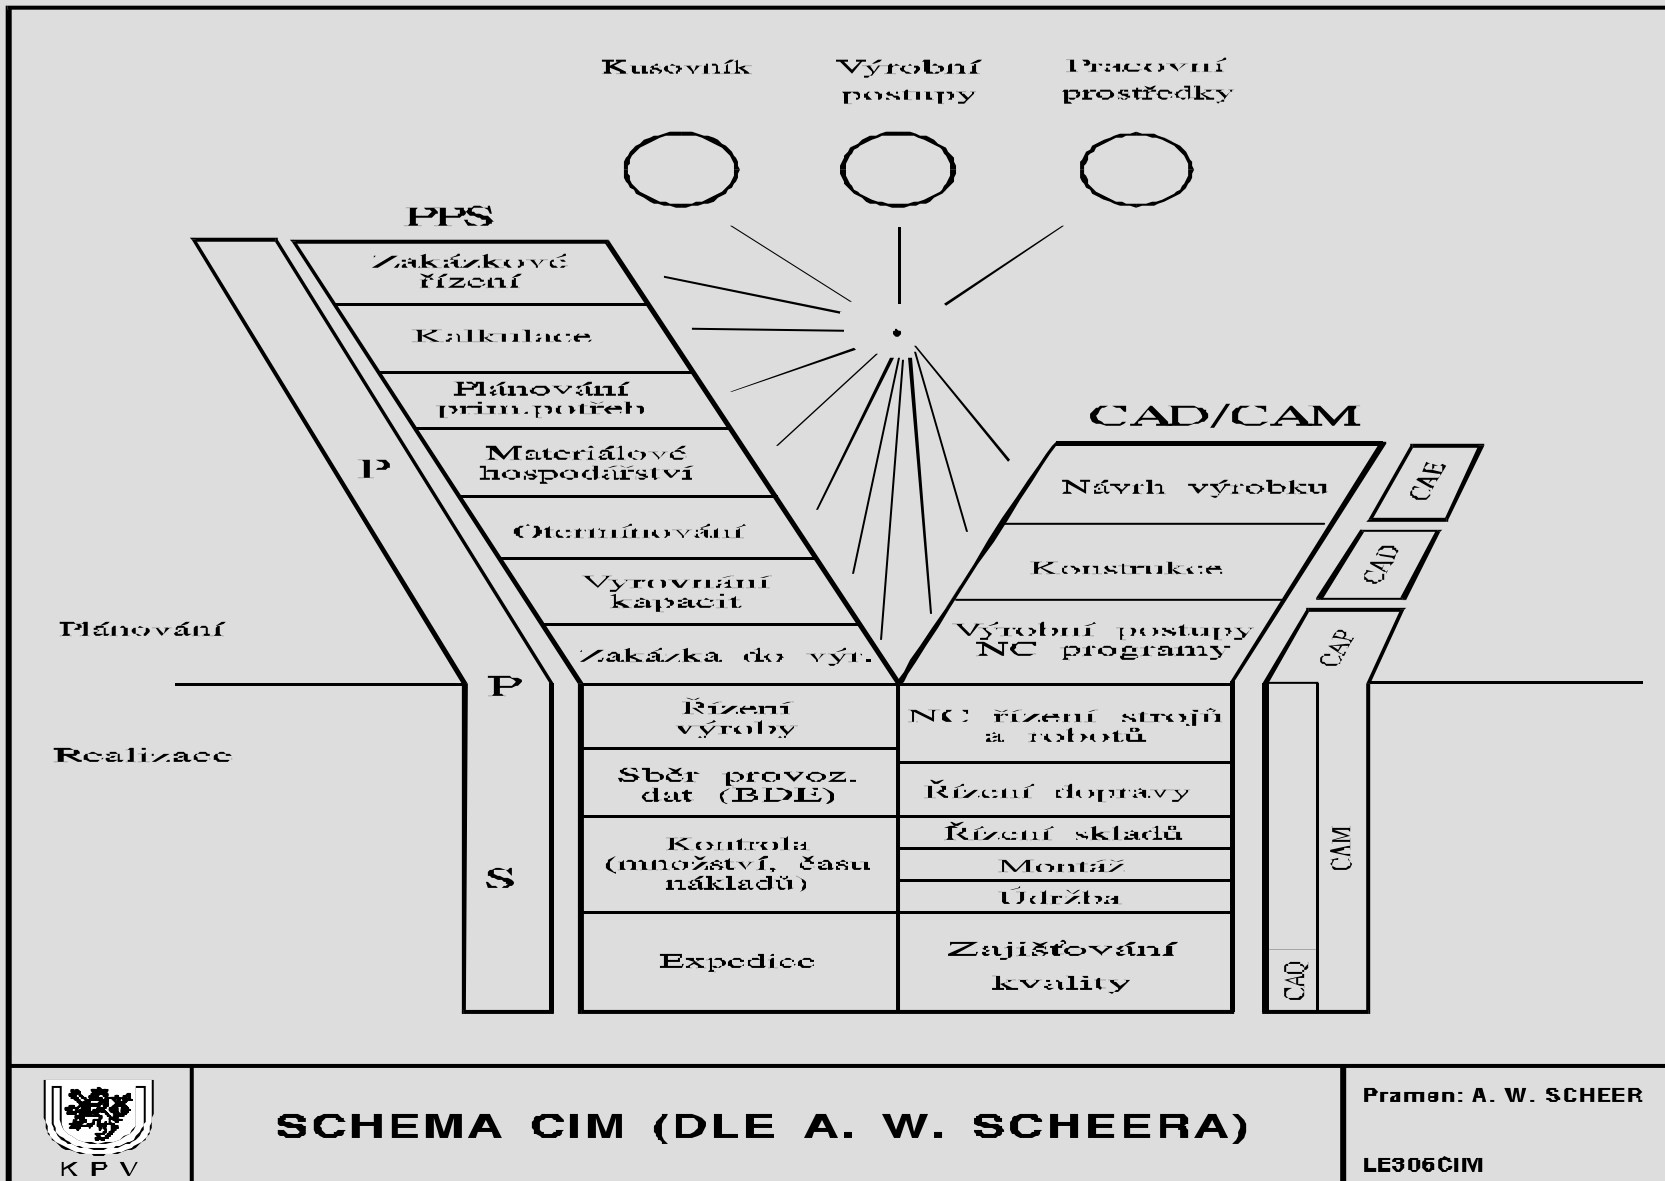 Kusovník
Výrobní
postupy
Pracovní
prostředky
PPS
Zakázkové
řízení
Kalkulace
Plánování
prim.potřeb
Materiálové
hospodářství
Otermínování
Vyrovnání
kapacit
Zakázka do výr.
P
P
S
CAD/CAM
Návrh výrobku
Konstrukce
Výrobní postupy
NC programy
CAE
CAD
CAP
CAM
CAQ
Plánování
Realizace
Řízení
výroby
Sběr provoz.
dat (BDE)
Kontrola
(množství, času
nákladů)
Expedice
NC řízení strojů
a robotů
Řízení dopravy
Řízení skladů
Montáž
Údržba
Zajišťování
kvality
KPV
SCHEMA CIM (DLE A. W. SCHEERA)
Pramen: A. W. SCHEER
LE306CIM